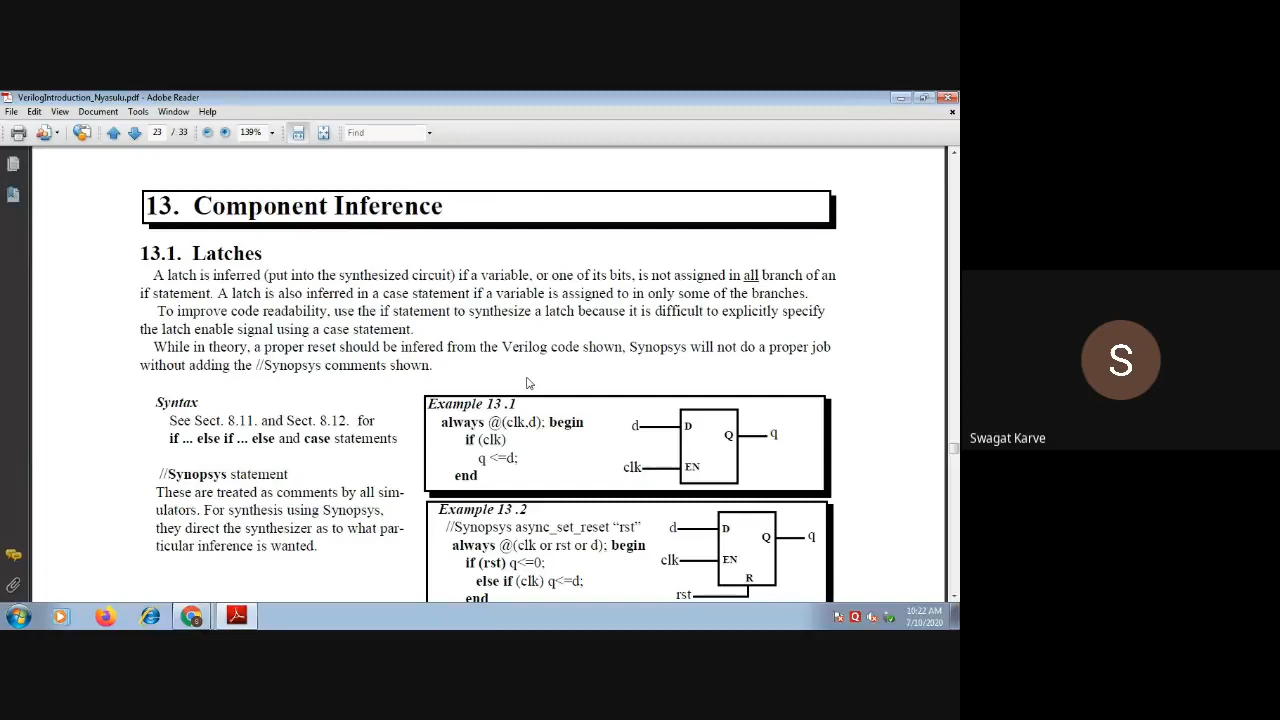 VerilogIntroduction_Nyasulu.pdf - Adobe Reader
File Edit View Document Tools Window Help
23 / 33 139% Find
13. Component Inference
13.1. Latches
A latch is inferred (put into the synthesized circuit) if a variable, or one of its bits, is not assigned in all branch of an
if statement. A latch is also inferred in a case statement if a variable is assigned to in only some of the branches.
To improve code readability, use the if statement to synthesize a latch because it is difficult to explicitly specify
the latch enable signal using a case statement.
While in theory, a proper reset should be infered from the Verilog code shown, Synopsys will not do a proper job
without adding the //Synopsys comments shown.
Syntax
See Sect. 8.11. and Sect. 8.12. for
if ... else if ... else and case statements
//Synopsys statement
These are treated as comments by all sim-
ulators. For synthesis using Synopsys,
they direct the synthesizer as to what par-
ticular inference is wanted.
Example 13 .1
always @(clk,d); begin
if (clk)
q <=d;
end
d D Q q
clk EN
Example 13 .2
//Synopsys async_set_reset “rst”
always @(clk or rst or d); begin
if (rst) q<=0;
else if (clk) q<=d;
end
d D Q q
clk EN
R
rst
10:22 AM
7/10/2020
S
Swagat Karve